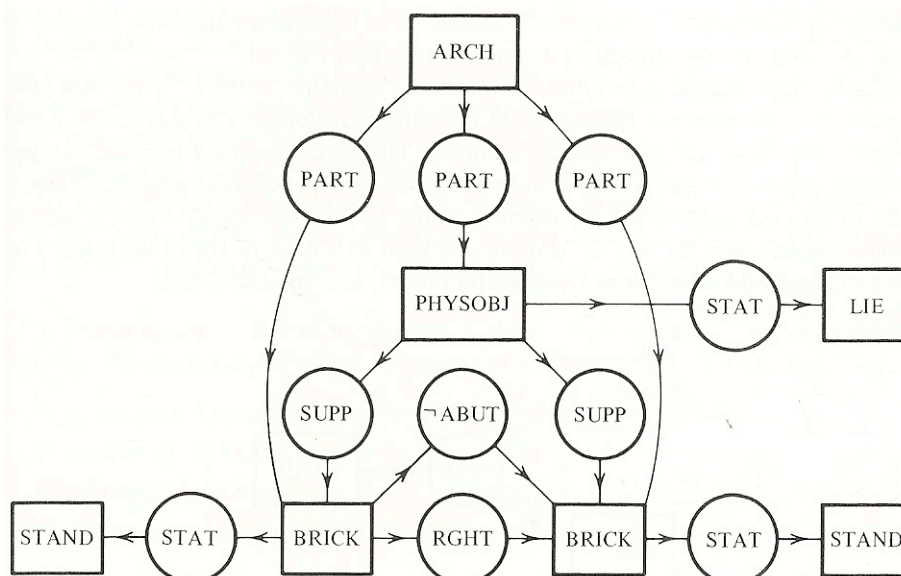 ARCH
PART PART PART
PHYSOBJ STAT LIE
SUPP ¬ABUT SUPP
STAND STAT BRICK RGHT BRICK STAT STAND